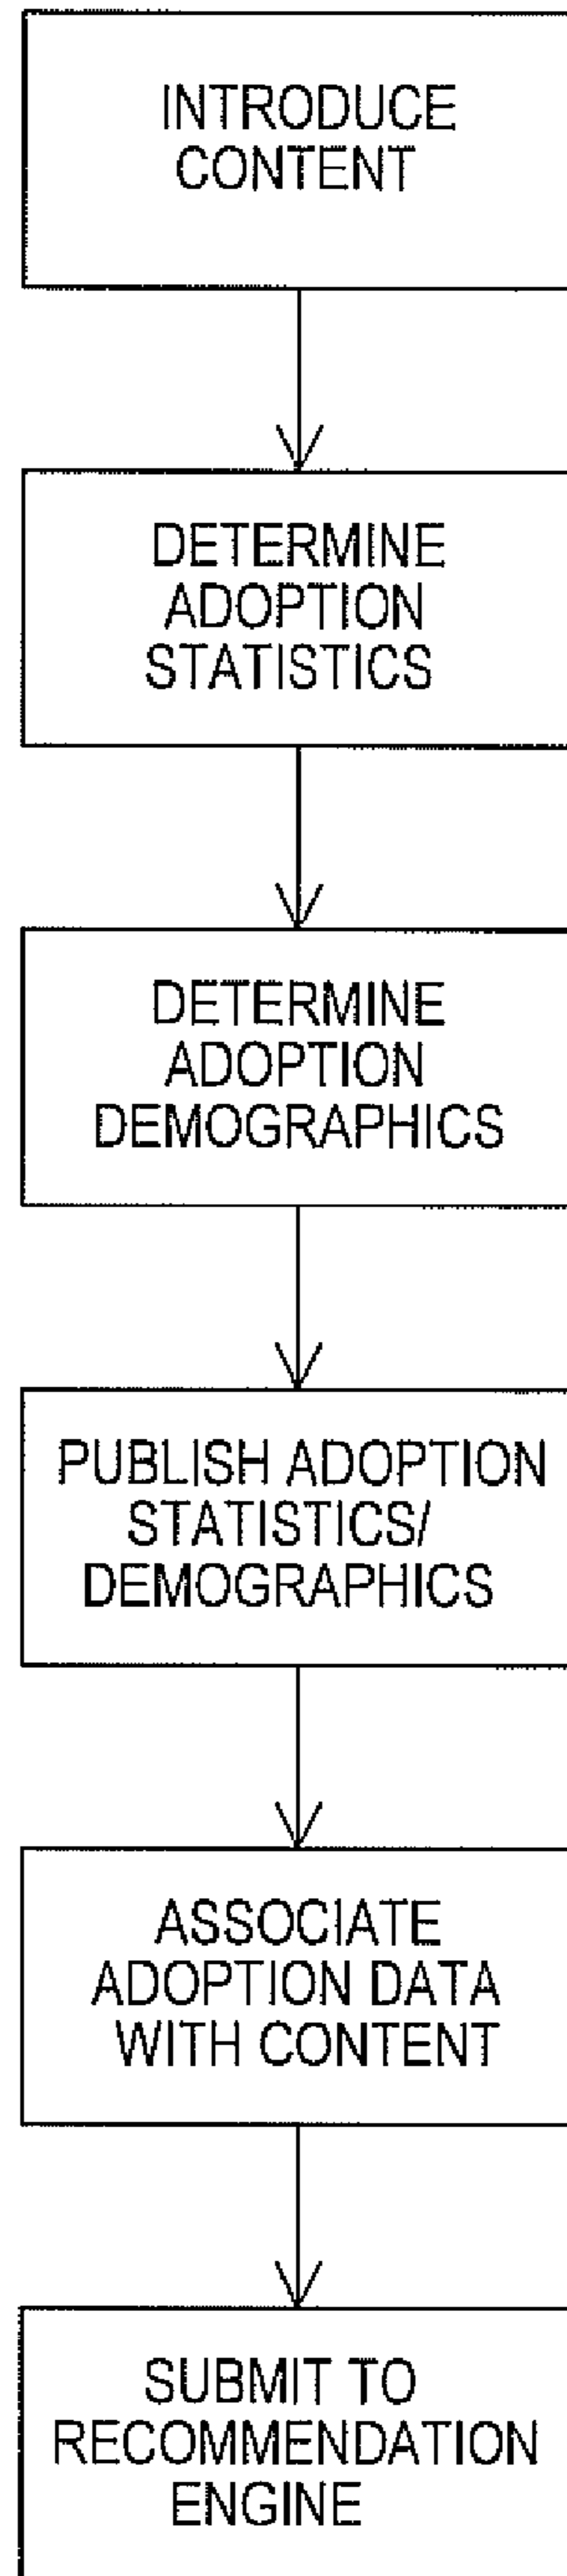 INTRODUCE
CONTENT
DETERMINE
ADOPTION
STATISTICS
DETERMINE
ADOPTION
DEMOGRAPHICS
PUBLISH ADOPTION
STATISTICS/
DEMOGRAPHICS
ASSOCIATE
ADOPTION DATA
WITH CONTENT
SUBMIT TO
RECOMMENDATION
ENGINE